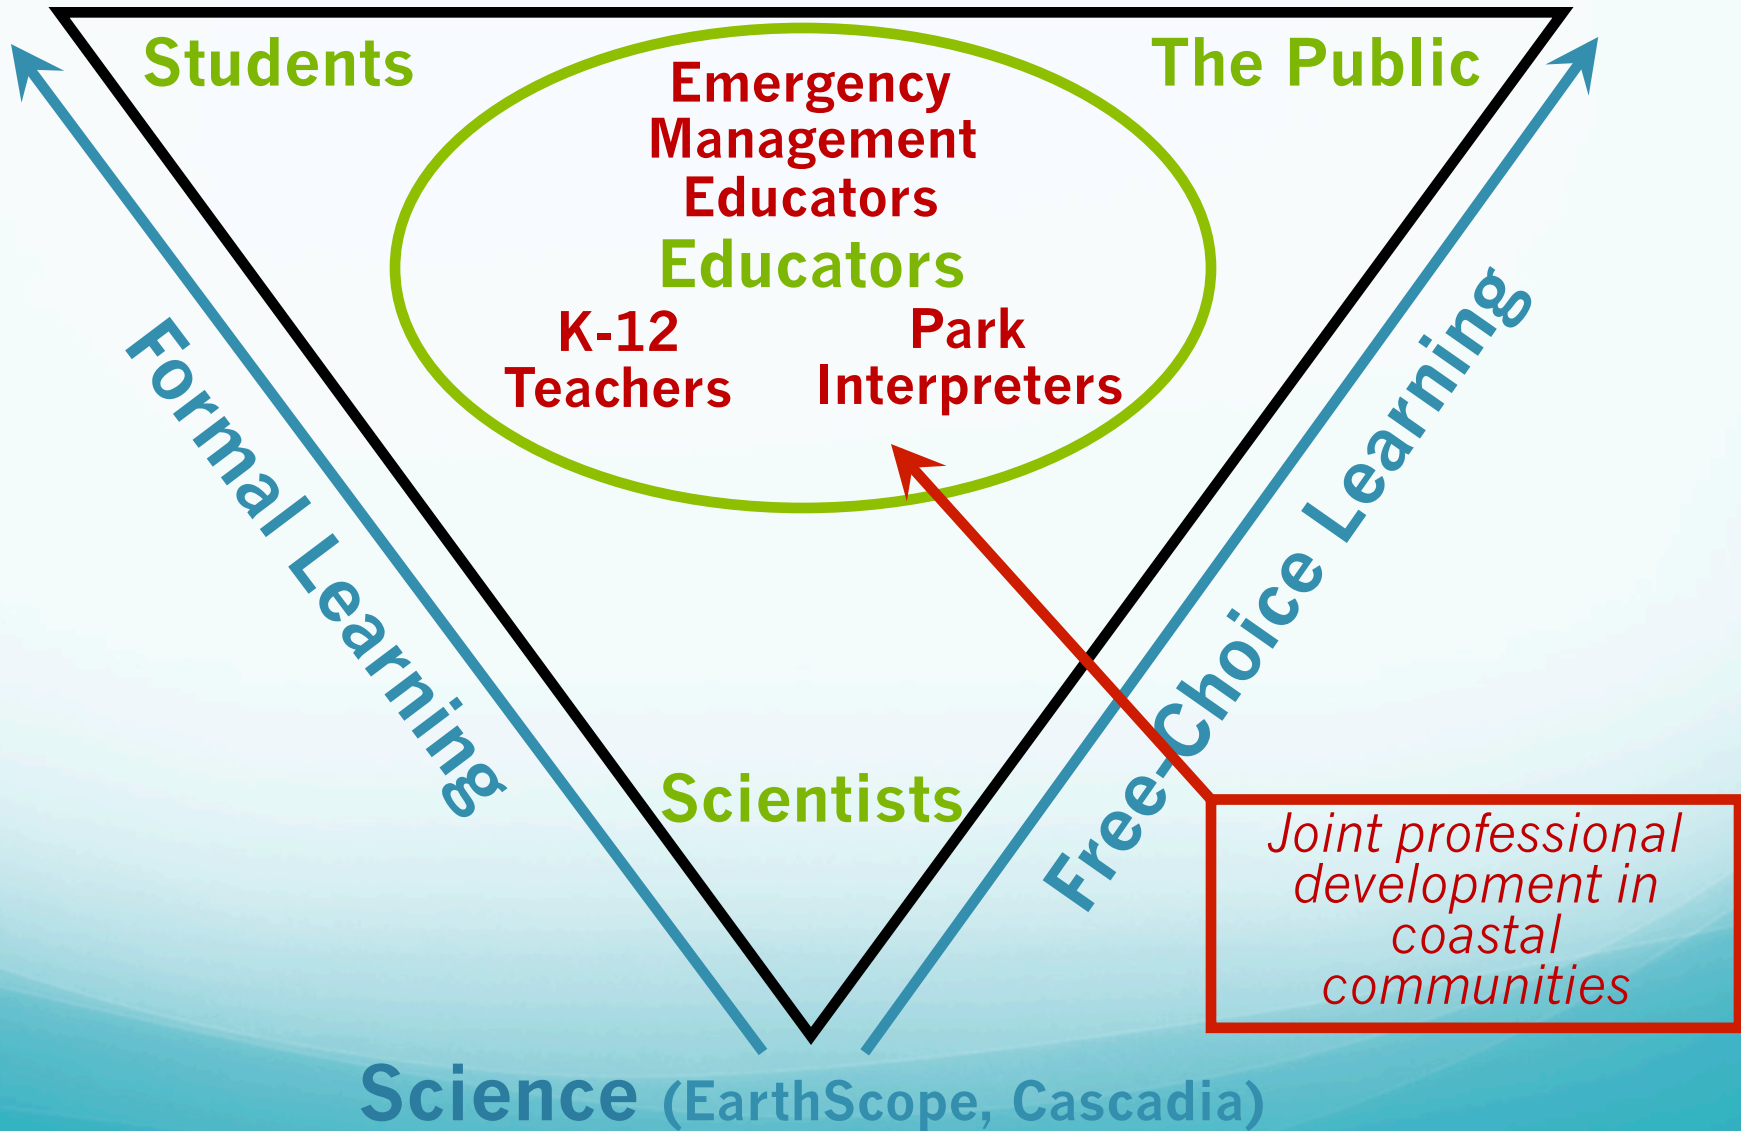 Students
The Public
Emergency
Management
Educators
Educators
K-12
Teachers
Park
Interpreters
Formal Learning
Free-Choice Learning
Scientists
Joint professional
development in
coastal
communities
Science (EarthScope, Cascadia)